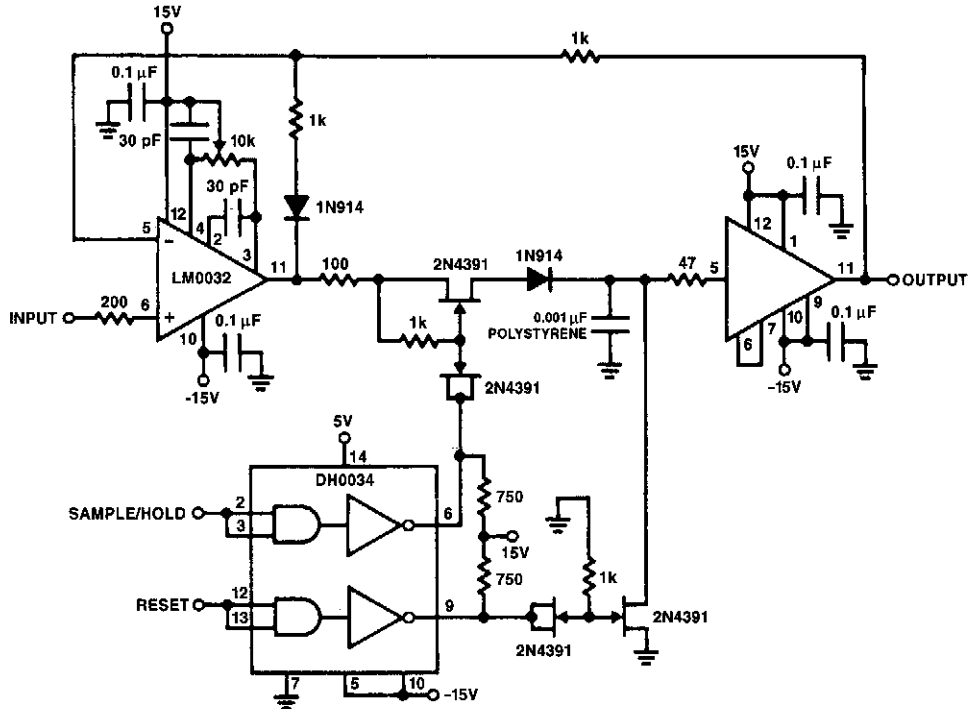 15V
1k
0.1 µF
1k
30 pF
10k
30 pF
1N914
15V
0.1 µF
12
5
4
2
3
–
LM0032
11
100
2N4391
1N914
47
5
12
1
11
OUTPUT
INPUT
200
6
+
10
0.1 µF
1k
0.001 µF
POLYSTYRENE
6
7
10
9
0.1 µF
-15V
-15V
2N4391
5V
14
DH0034
SAMPLE/HOLD
2
3
6
750
15V
750
1k
RESET
12
13
9
2N4391
2N4391
7
5
10
-15V